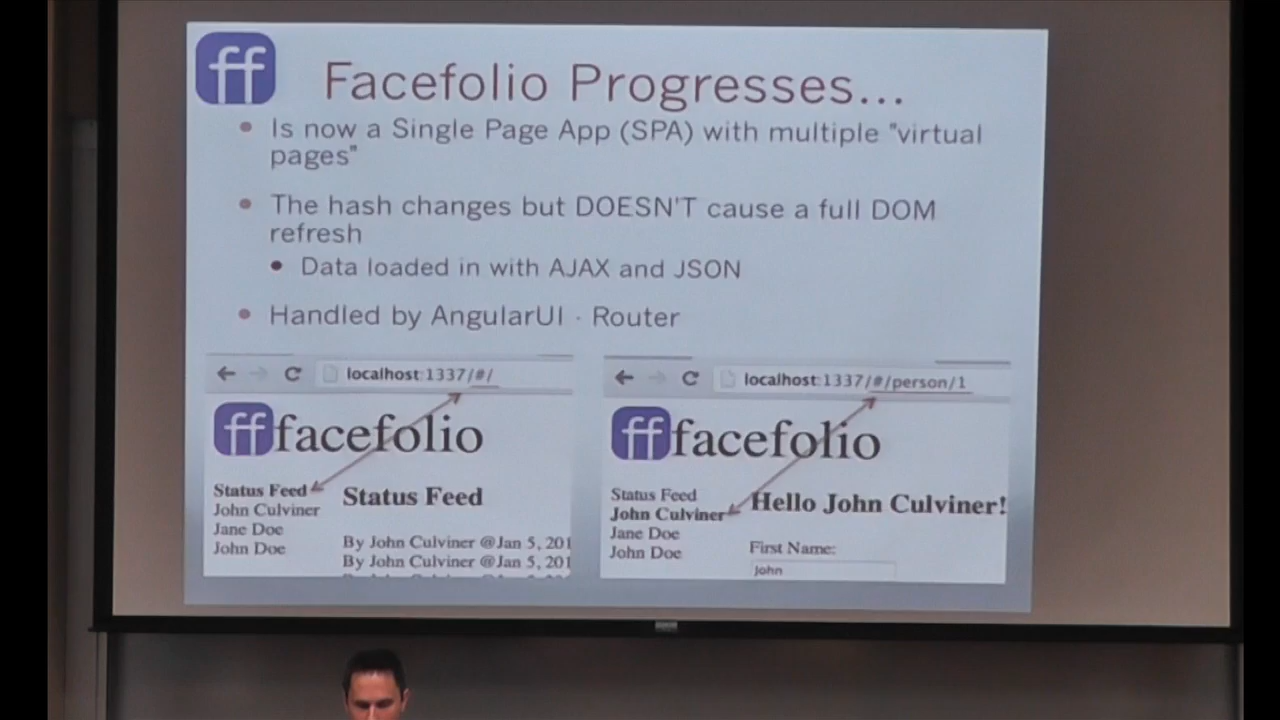 ff
Facefolio Progresses...
Is now a Single Page App (SPA) with multiple "virtual
pages"
The hash changes but DOESN'T cause a full DOM
refresh
Data loaded in with AJAX and JSON
Handled by AngularUI - Router
localhost:1337/#/
ff facefolio
Status Feed
John Culviner
Jane Doe
John Doe
Status Feed
By John Culviner @Jan 5, 201
By John Culviner @Jan 5, 201
localhost:1337/#/person/1
ff facefolio
Status Feed
John Culviner
Jane Doe
John Doe
Hello John Culviner!
First Name:
John